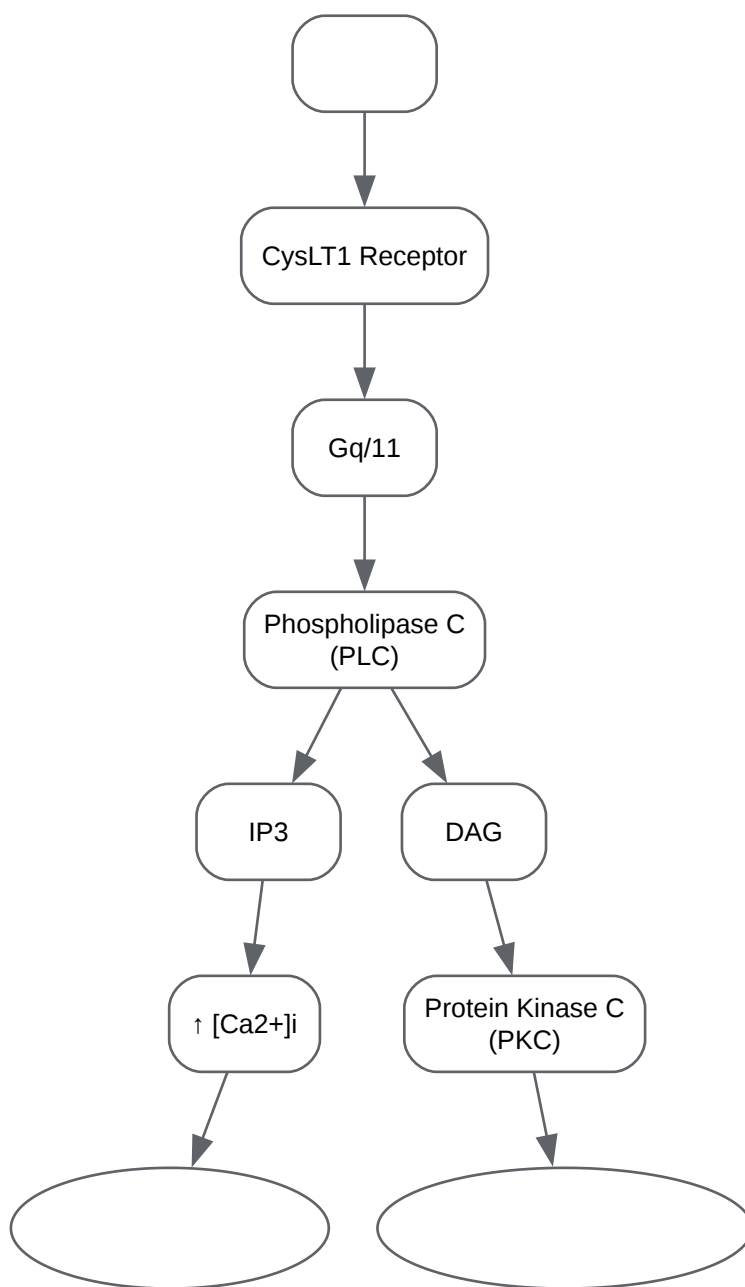 CysLT1 Receptor
Gq/11
Phospholipase C
(PLC)
IP3
DAG
↑ [Ca2+]i
Protein Kinase C
(PKC)